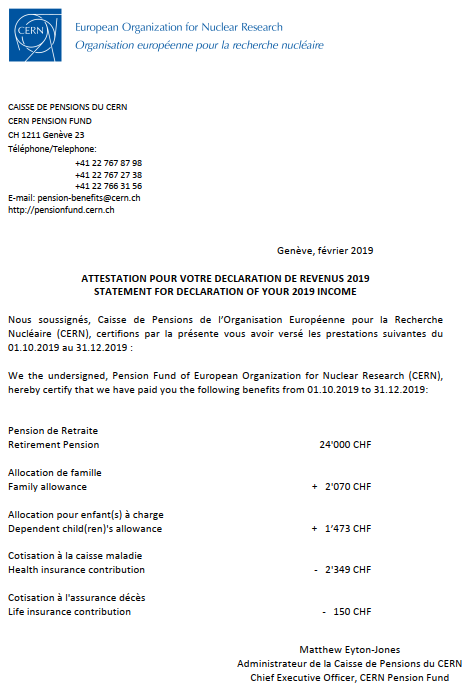 CERN
European Organization for Nuclear Research
Organisation européenne pour la recherche nucléaire
CAISSE DE PENSIONS DU CERN
CERN PENSION FUND
CH 1211 Genève 23
Téléphone/Telephone:
+41 22 767 87 98
+41 22 767 27 38
+41 22 766 31 56
E-mail: pension-benefits@cern.ch
http://pensionfund.cern.ch
Genève, février 2019
ATTESTATION POUR VOTRE DECLARATION DE REVENUS 2019
STATEMENT FOR DECLARATION OF YOUR 2019 INCOME
Nous soussignés, Caisse de Pensions de l'Organisation Européenne pour la Recherche
Nucléaire (CERN), certifions par la présente vous avoir versé les prestations suivantes du
01.10.2019 au 31.12.2019 :
We the undersigned, Pension Fund of European Organization for Nuclear Research (CERN),
hereby certify that we have paid you the following benefits from 01.10.2019 to 31.12.2019:
Pension de Retraite
Retirement Pension 24'000 CHF
Allocation de famille
Family allowance + 2'070 CHF
Allocation pour enfant(s) à charge
Dependent child(ren)'s allowance + 1’473 CHF
Cotisation à la caisse maladie
Health insurance contribution - 2'349 CHF
Cotisation à l'assurance décès
Life insurance contribution - 150 CHF
Matthew Eyton-Jones
Administrateur de la Caisse de Pensions du CERN
Chief Executive Officer, CERN Pension Fund